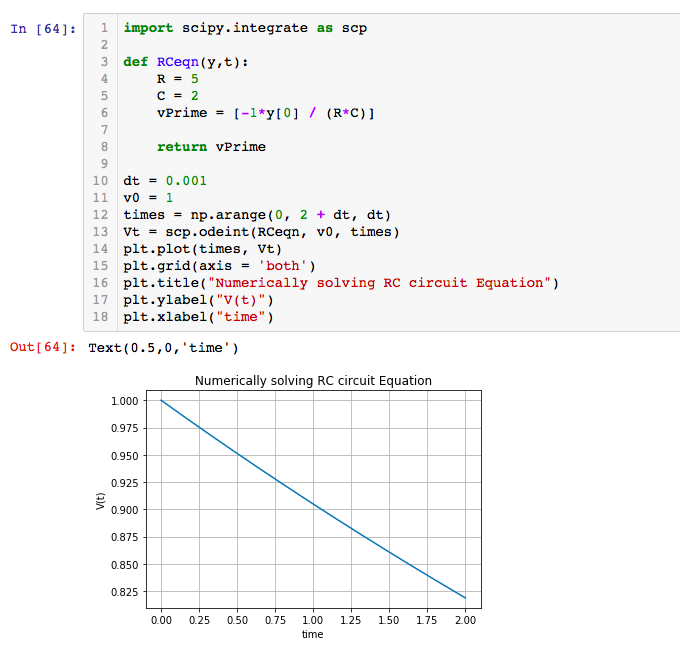 In [64]:
1 import scipy.integrate as scp
2
3 def RCeqn(y,t):
4     R = 5
5     C = 2
6     vPrime = [-1*y[0] / (R*C)]
7
8     return vPrime
9
10 dt = 0.001
11 v0 = 1
12 times = np.arange(0, 2 + dt, dt)
13 Vt = scp.odeint(RCeqn, v0, times)
14 plt.plot(times, Vt)
15 plt.grid(axis = 'both')
16 plt.title("Numerically solving RC circuit Equation")
17 plt.ylabel("V(t)")
18 plt.xlabel("time")
Out[64]: Text(0.5,0,'time')
Numerically solving RC circuit Equation
1.000
0.975
0.950
0.925
0.900
0.875
0.850
0.825
V(t)
0.00 0.25 0.50 0.75 1.00 1.25 1.50 1.75 2.00
time